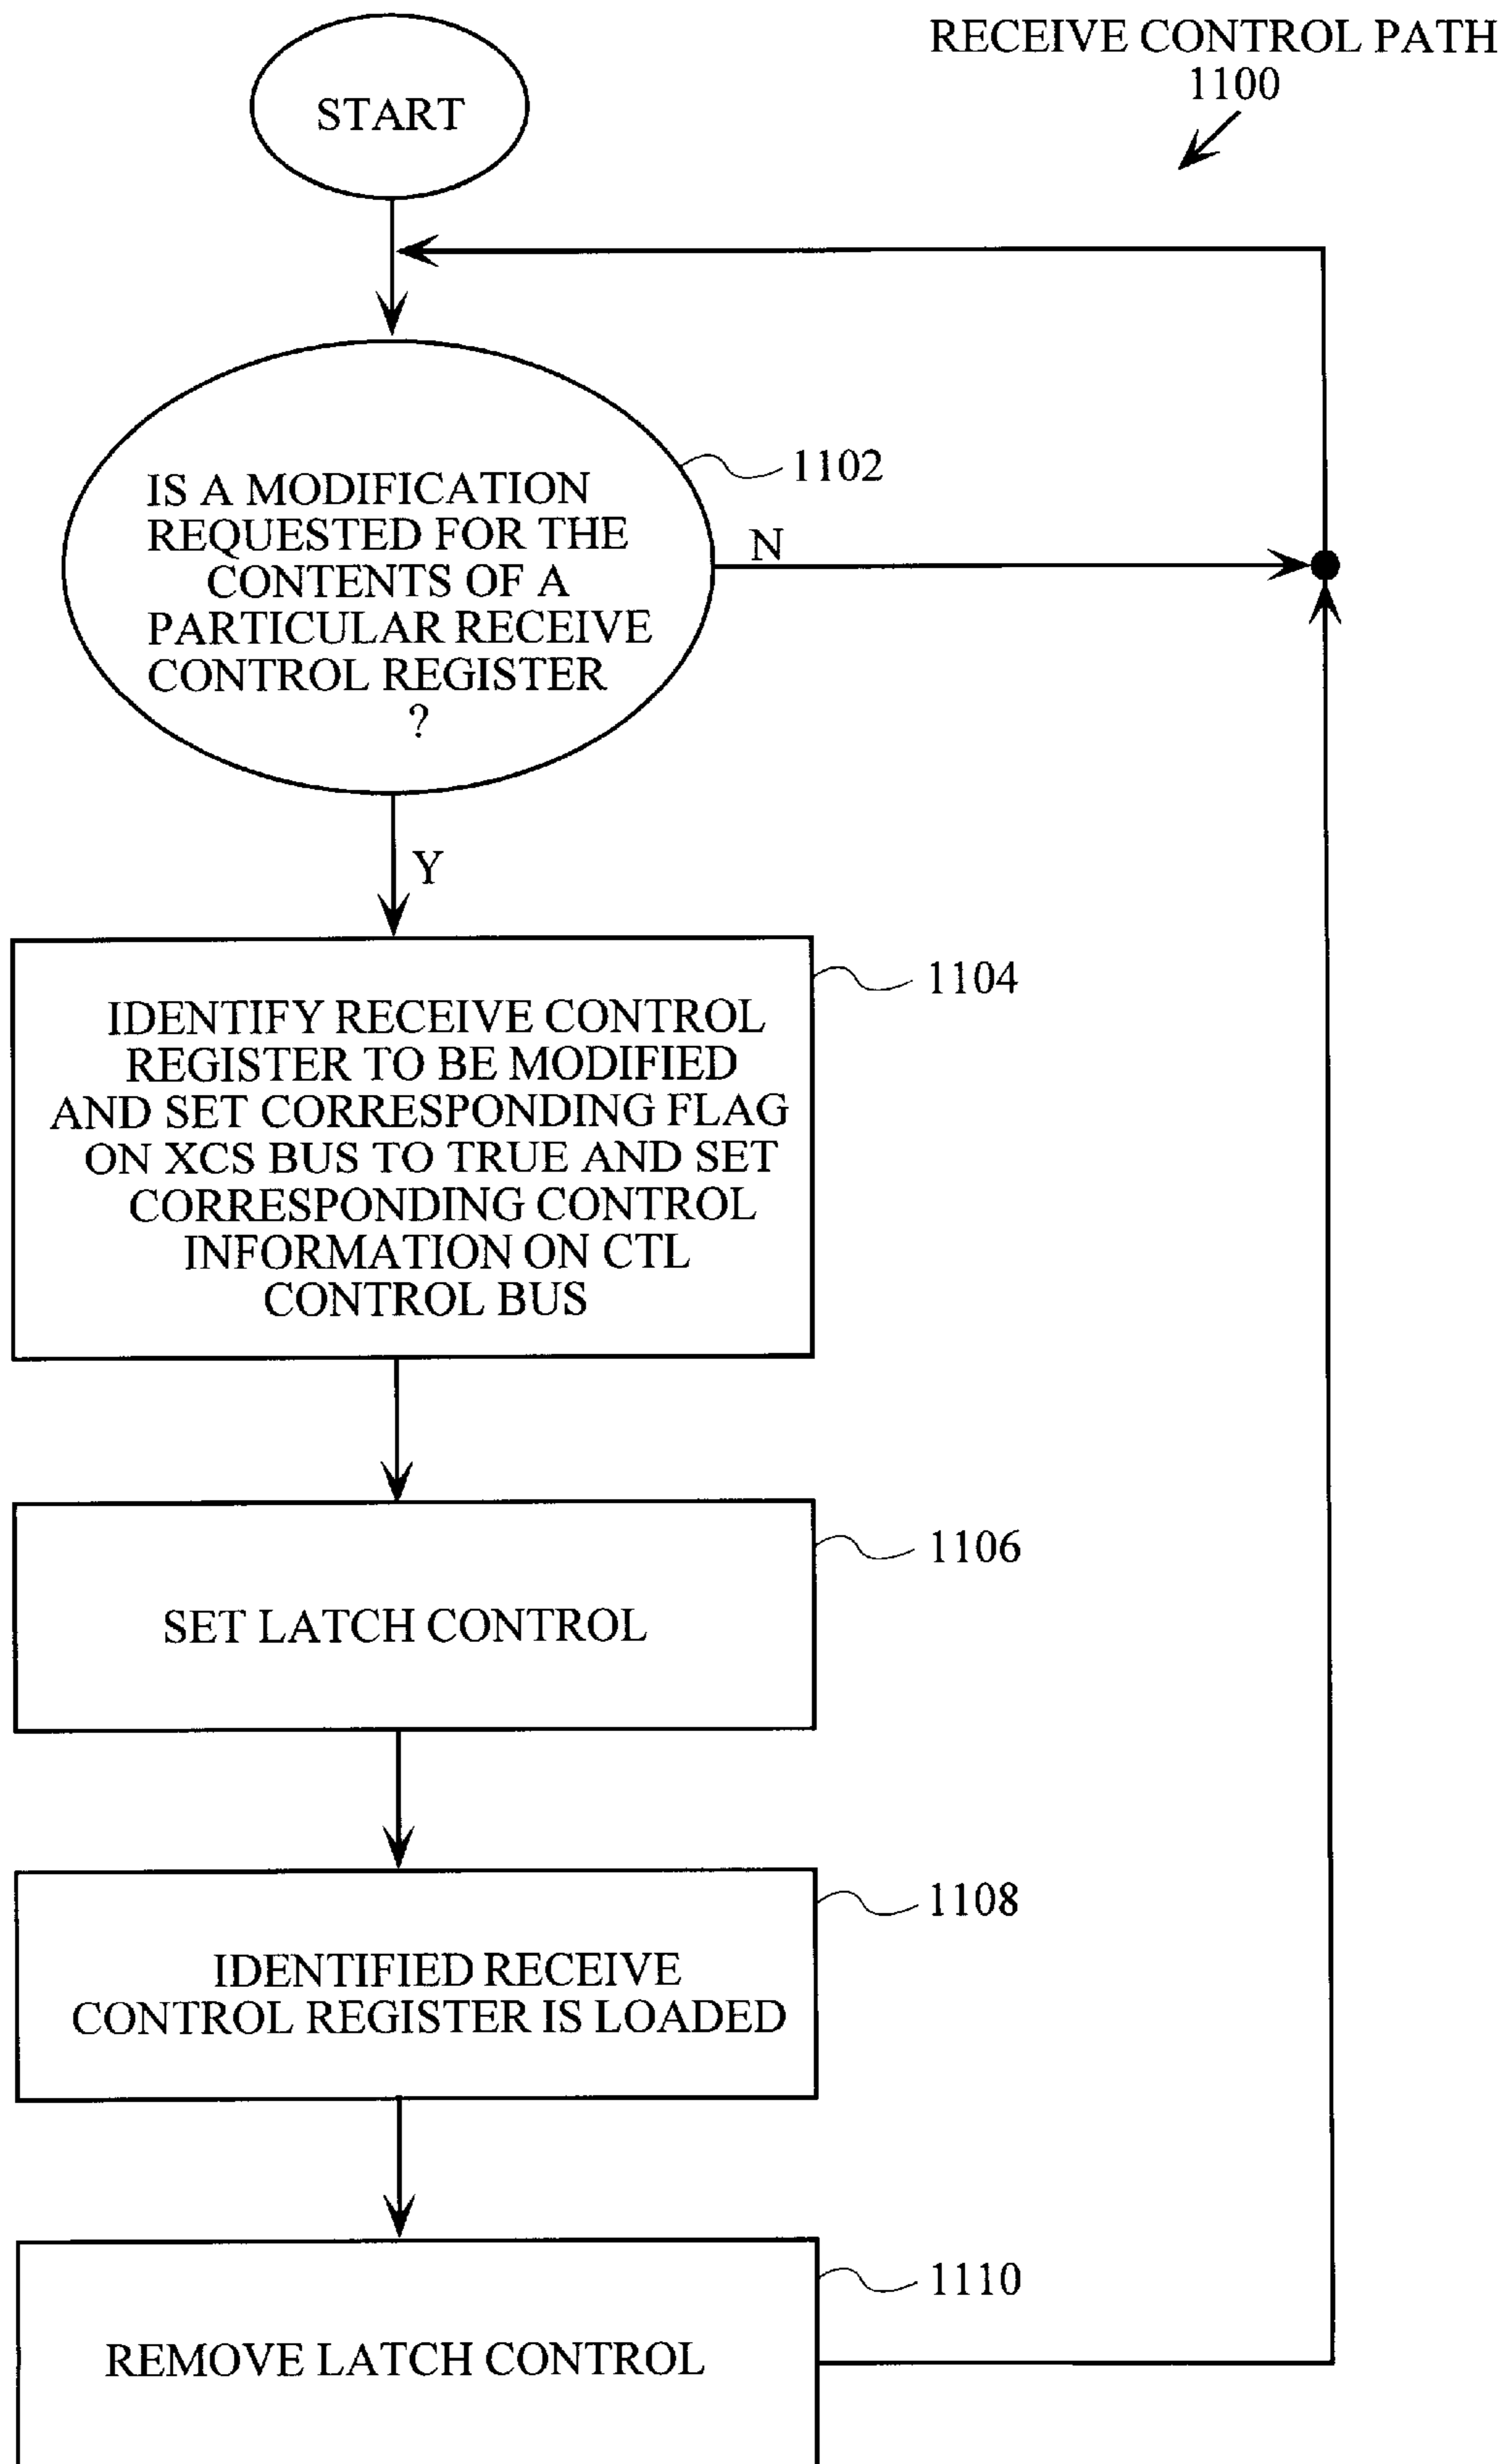 RECEIVE CONTROL PATH
1100
START
1102
IS A MODIFICATION
REQUESTED FOR THE
CONTENTS OF A
PARTICULAR RECEIVE
CONTROL REGISTER
?
N
Y
1104
IDENTIFY RECEIVE CONTROL
REGISTER TO BE MODIFIED
AND SET CORRESPONDING FLAG
ON XCS BUS TO TRUE AND SET
CORRESPONDING CONTROL
INFORMATION ON CTL
CONTROL BUS
1106
SET LATCH CONTROL
1108
IDENTIFIED RECEIVE
CONTROL REGISTER IS LOADED
1110
REMOVE LATCH CONTROL